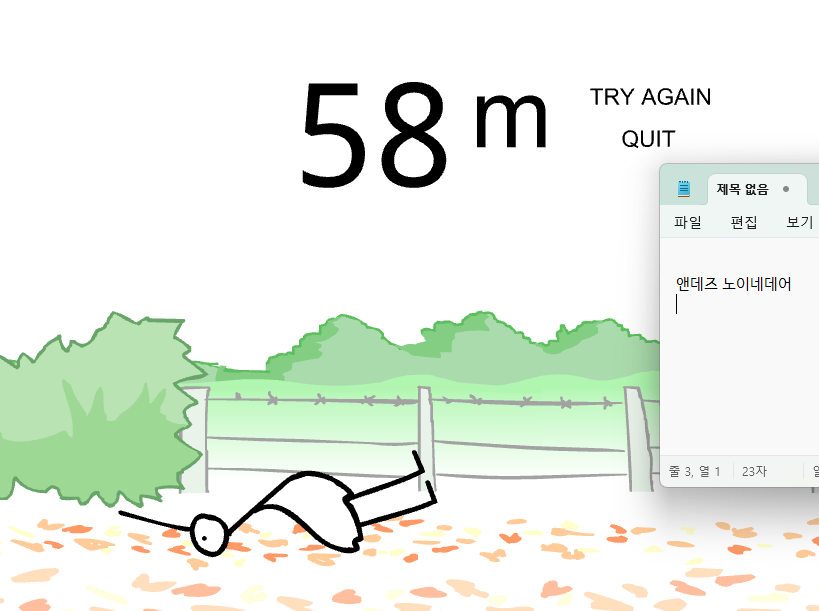 58 m
TRY AGAIN
QUIT
제목 없음
파일 편집 보기
앤데즈 노이네데어
줄 3, 열 1 23자